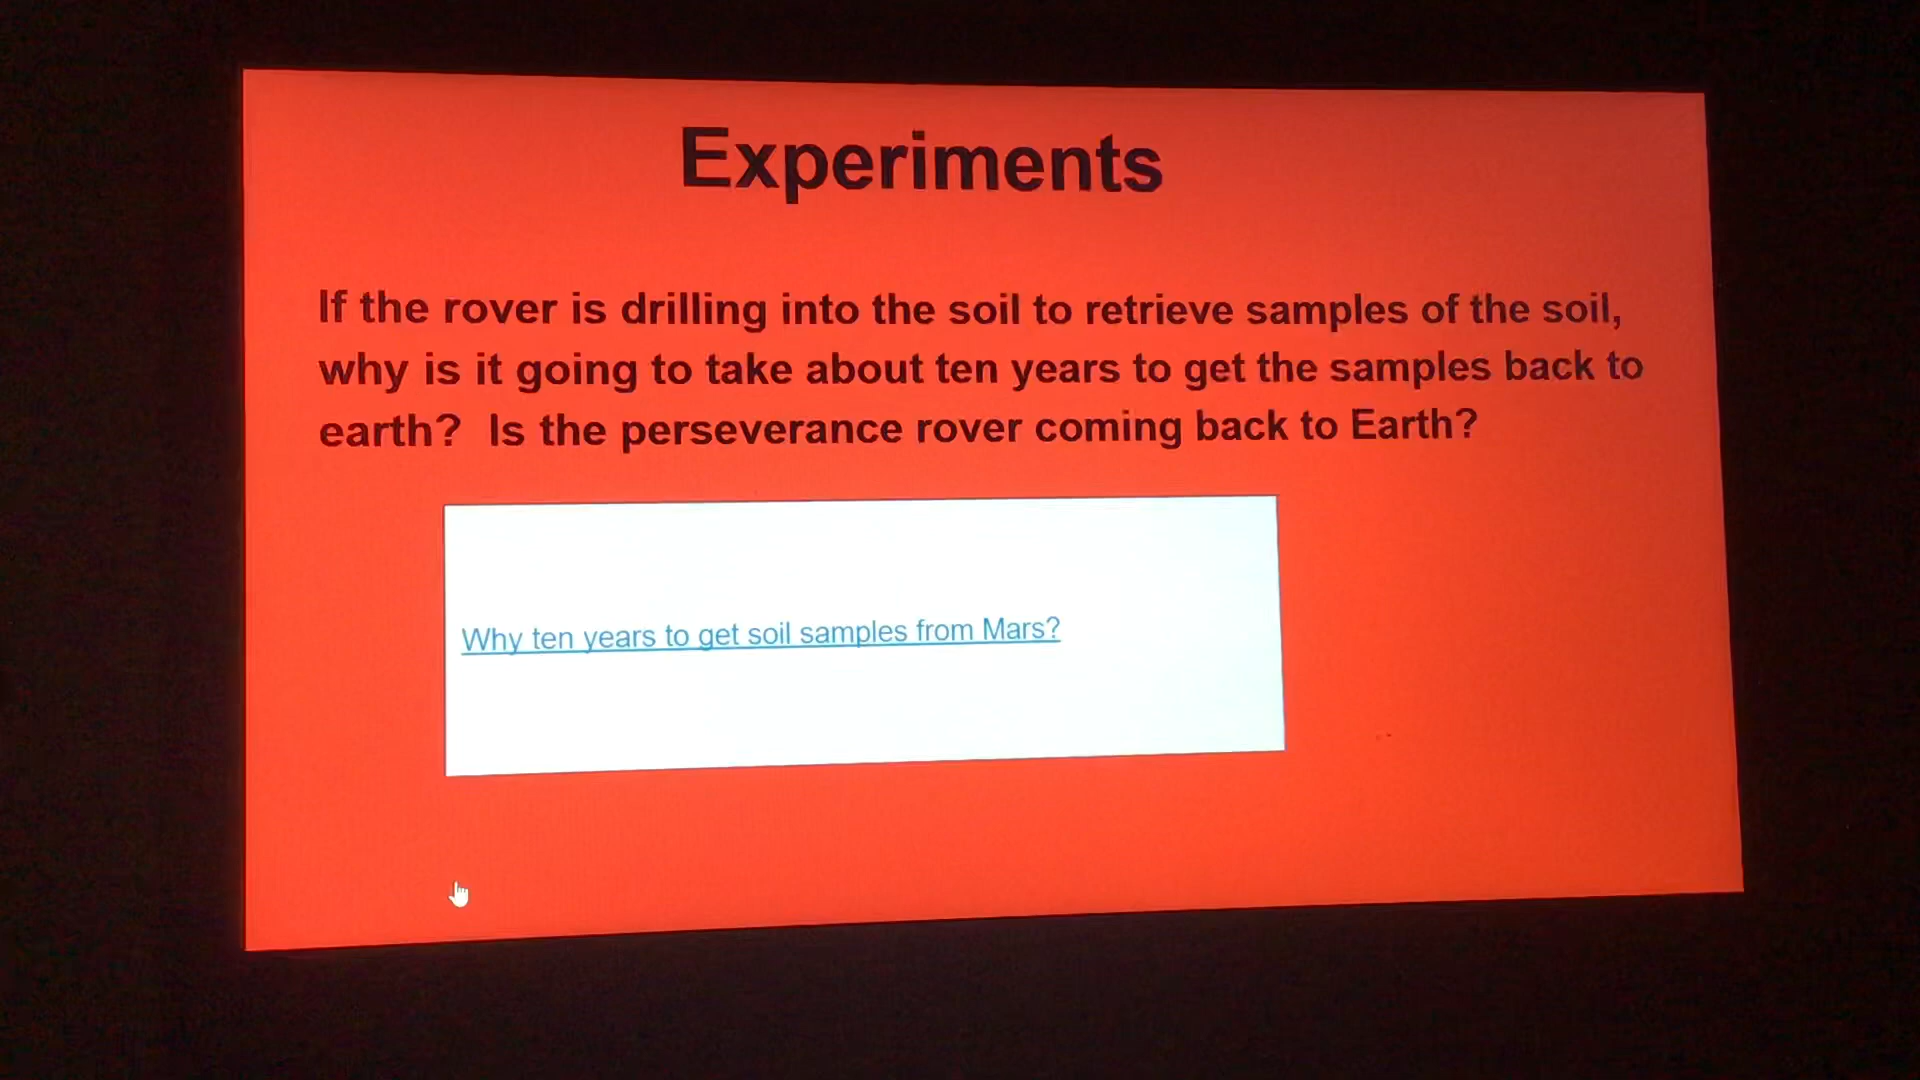 Experiments
If the rover is drilling into the soil to retrieve samples of the soil,
why is it going to take about ten years to get the samples back to
earth?  Is the perseverance rover coming back to Earth?
Why ten years to get soil samples from Mars?